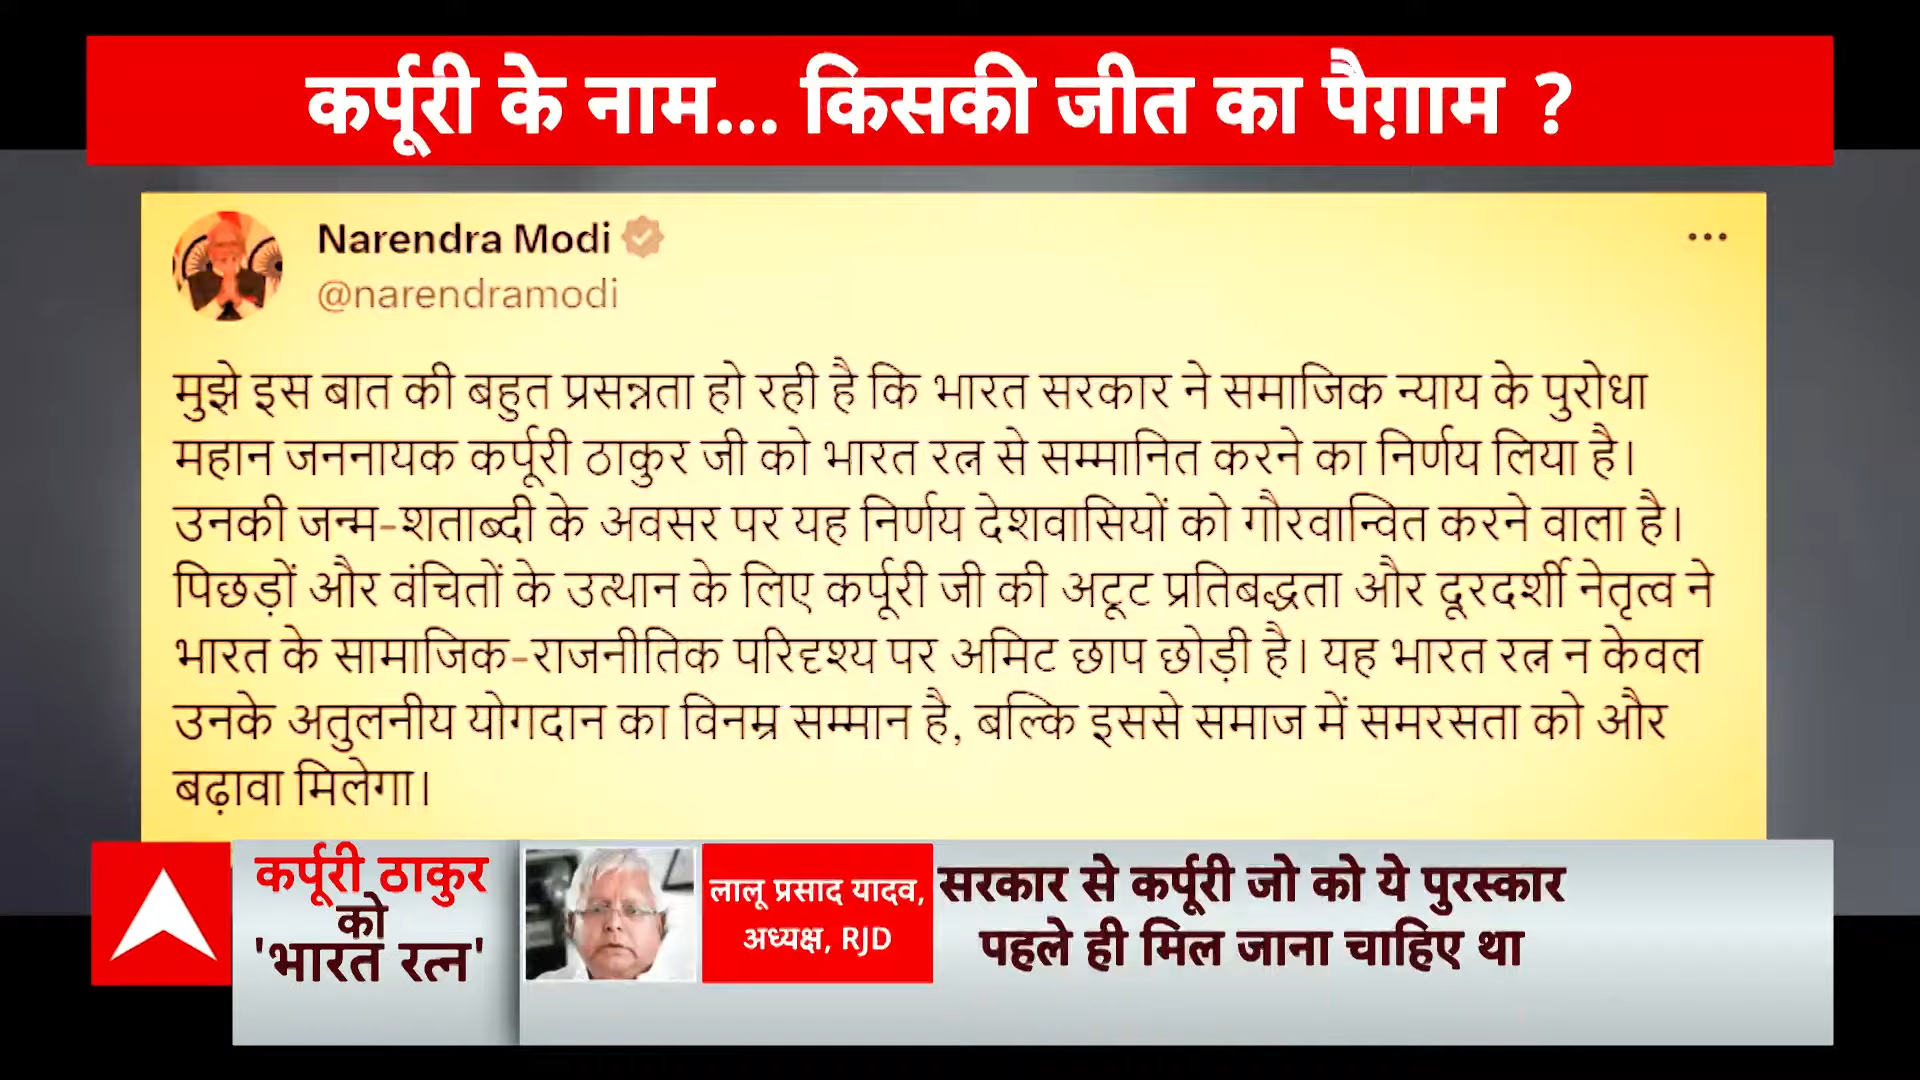 कर्पूरी के नाम... किसकी जीत का पैग़ाम ?
Narendra Modi
@narendramodi
मुझे इस बात की बहुत प्रसन्नता हो रही है कि भारत सरकार ने समाजिक न्याय के पुरोधा
महान जननायक कर्पूरी ठाकुर जी को भारत रत्न से सम्मानित करने का निर्णय लिया है।
उनकी जन्म-शताब्दी के अवसर पर यह निर्णय देशवासियों को गौरवान्वित करने वाला है।
पिछड़ों और वंचितों के उत्थान के लिए कर्पूरी जी की अटूट प्रतिबद्धता और दूरदर्शी नेतृत्व ने
भारत के सामाजिक-राजनीतिक परिदृश्य पर अमिट छाप छोड़ी है। यह भारत रत्न न केवल
उनके अतुलनीय योगदान का विनम्र सम्मान है, बल्कि इससे समाज में समरसता को और
बढ़ावा मिलेगा।
कर्पूरी ठाकुर
को
'भारत रत्न'
लालू प्रसाद यादव,
अध्यक्ष, RJD
सरकार से कर्पूरी जो को ये पुरस्कार
पहले ही मिल जाना चाहिए था